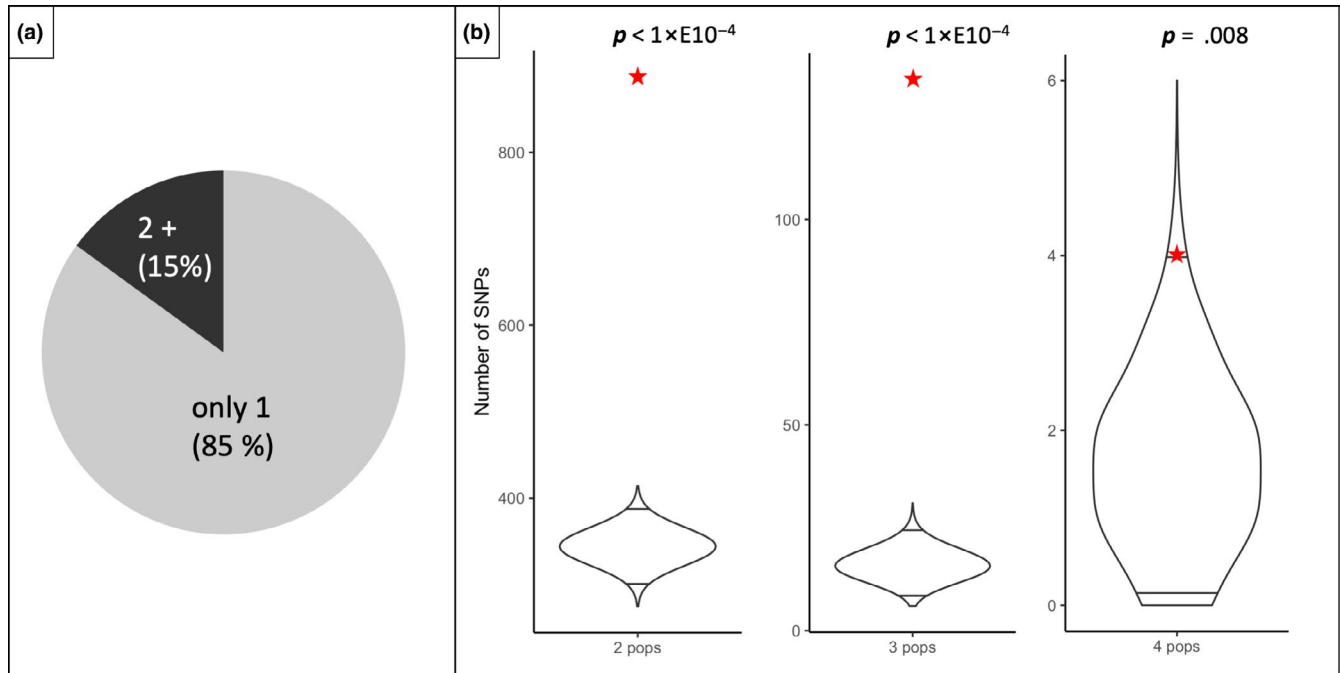 (a)
2 +
(15%)
only 1
(85 %)
(b)
p < 1×E10⁻⁴
p < 1×E10⁻⁴
p = .008
Number of SNPs
800
600
400
2 pops
100
50
0
3 pops
6
4
2
0
4 pops